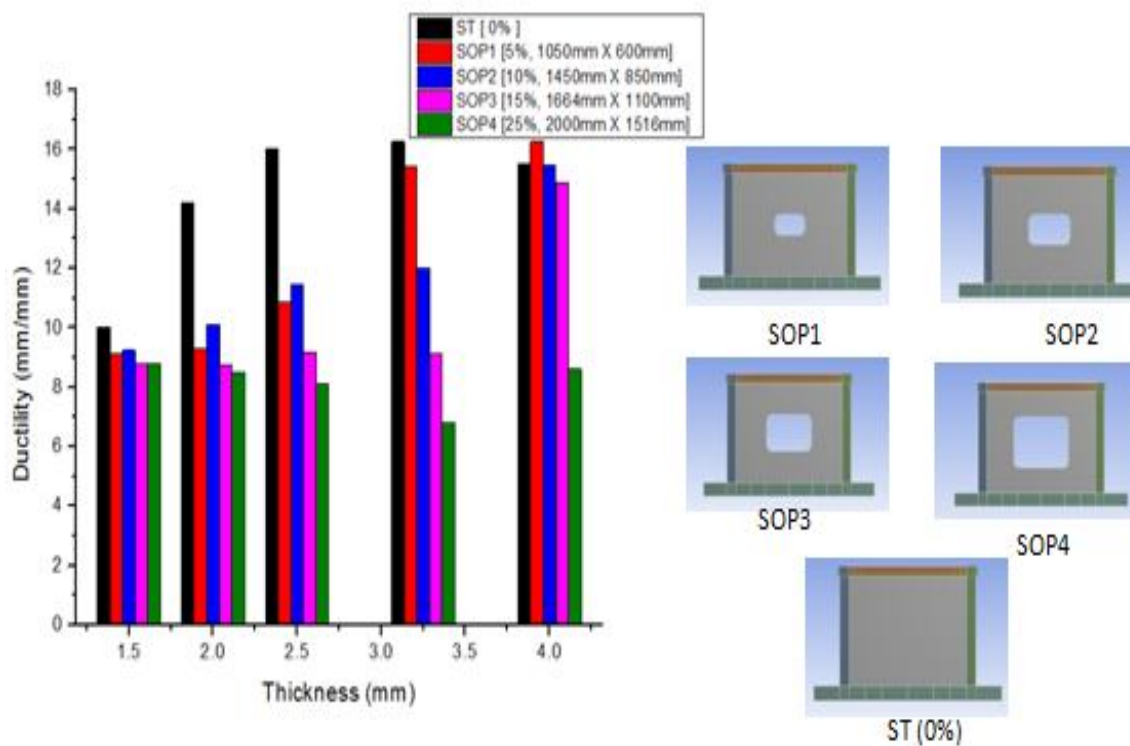 ST [ 0% ]
SOP1 [5%, 1050mm X 600mm]
SOP2 [10%, 1450mm X 850mm]
SOP3 [15%, 1664mm X 1100mm]
SOP4 [25%, 2000mm X 1516mm]
18
16
14
12
10
8
6
4
2
0
Ductility (mm/mm)
1.5 2.0 2.5 3.0 3.5 4.0
Thickness (mm)
SOP1 SOP2
SOP3 SOP4
ST (0%)